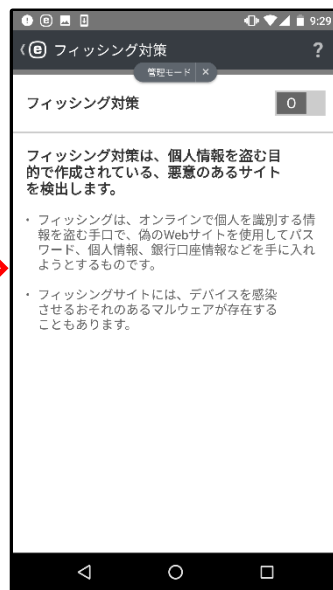 9:29
フィッシング対策
?
管理モード ×
フィッシング対策
O
フィッシング対策は、個人情報を盗む目
的で作成されている、悪意のあるサイト
を検出します。
・ フィッシングは、オンラインで個人を識別する情
報を盗む手口で、偽のWebサイトを使用してパス
ワード、個人情報、銀行口座情報などを手に入れ
ようとするものです。
・ フィッシングサイトには、デバイスを感染
させるおそれのあるマルウェアが存在する
こともあります。